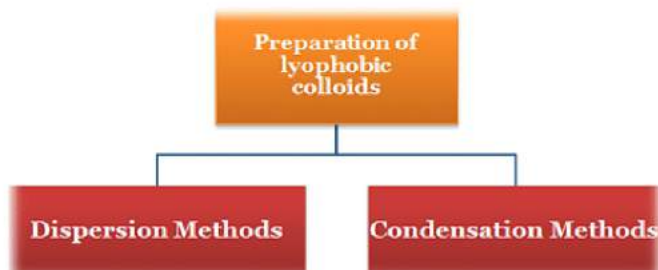 Preparation of
lyophobic
colloids
Dispersion Methods
Condensation Methods